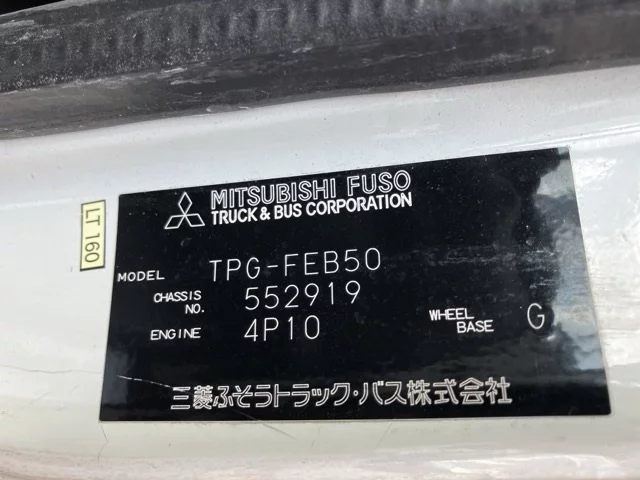 MITSUBISHI FUSO
TRUCK & BUS CORPORATION
LT 160
MODEL TPG-FEB50
CHASSIS NO. 552919
ENGINE 4P10 WHEEL BASE G
三菱ふそうトラック・バス株式会社